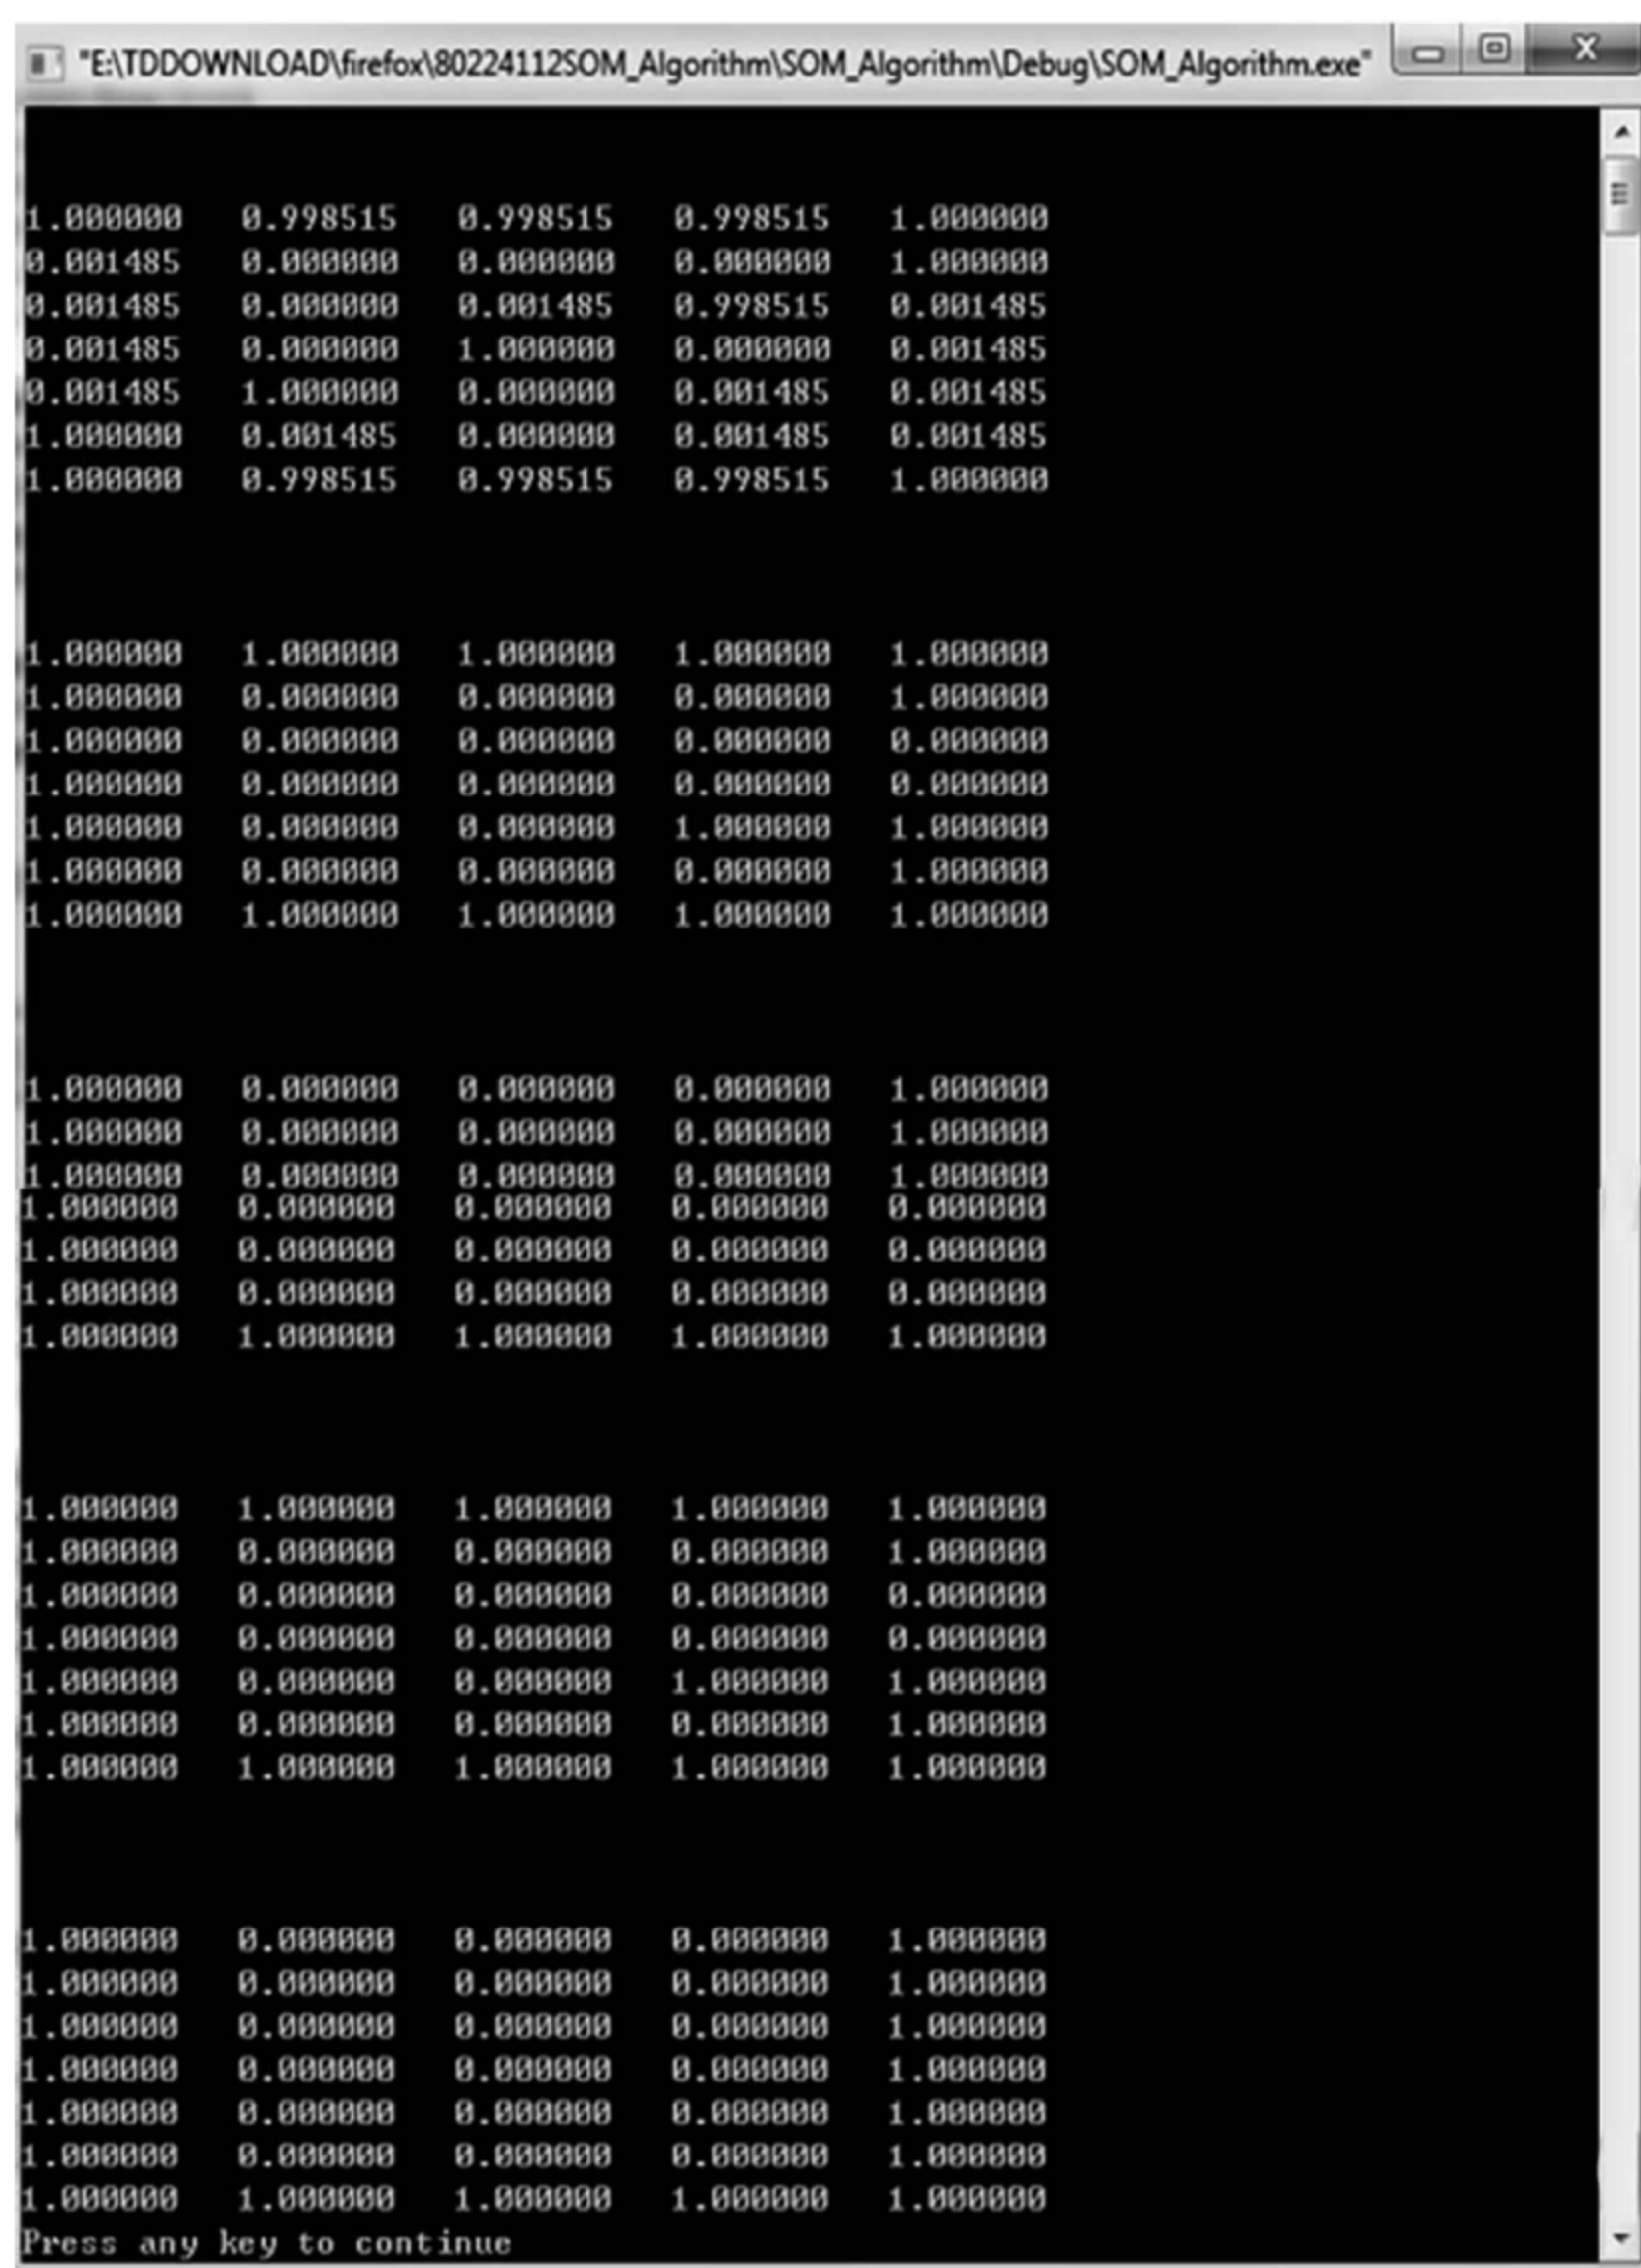 "E:\TDDOWNLOAD\firefox\80224112SOM_Algorithm\SOM_Algorithm\Debug\SOM_Algorithm.exe"
1.000000 0.998515 0.998515 0.998515 1.000000
0.001485 0.000000 0.000000 0.000000 1.000000
0.001485 0.000000 0.001485 0.998515 0.001485
0.001485 0.000000 1.000000 0.000000 0.001485
0.001485 1.000000 0.000000 0.001485 0.001485
1.000000 0.001485 0.000000 0.001485 0.001485
1.000000 0.998515 0.998515 0.998515 1.000000
1.000000 1.000000 1.000000 1.000000 1.000000
1.000000 0.000000 0.000000 0.000000 1.000000
1.000000 0.000000 0.000000 0.000000 0.000000
1.000000 0.000000 0.000000 0.000000 0.000000
1.000000 0.000000 0.000000 1.000000 1.000000
1.000000 0.000000 0.000000 0.000000 1.000000
1.000000 1.000000 1.000000 1.000000 1.000000
1.000000 0.000000 0.000000 0.000000 1.000000
1.000000 0.000000 0.000000 0.000000 1.000000
1.000000 0.000000 0.000000 0.000000 1.000000
1.000000 0.000000 0.000000 0.000000 0.000000
1.000000 0.000000 0.000000 0.000000 0.000000
1.000000 0.000000 0.000000 0.000000 0.000000
1.000000 1.000000 1.000000 1.000000 1.000000
1.000000 1.000000 1.000000 1.000000 1.000000
1.000000 0.000000 0.000000 0.000000 1.000000
1.000000 0.000000 0.000000 0.000000 0.000000
1.000000 0.000000 0.000000 0.000000 0.000000
1.000000 0.000000 0.000000 1.000000 1.000000
1.000000 0.000000 0.000000 0.000000 1.000000
1.000000 1.000000 1.000000 1.000000 1.000000
1.000000 0.000000 0.000000 0.000000 1.000000
1.000000 0.000000 0.000000 0.000000 1.000000
1.000000 0.000000 0.000000 0.000000 1.000000
1.000000 0.000000 0.000000 0.000000 1.000000
1.000000 0.000000 0.000000 0.000000 1.000000
1.000000 0.000000 0.000000 0.000000 1.000000
1.000000 1.000000 1.000000 1.000000 1.000000
Press any key to continue